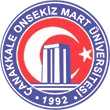 ÇANAKKALE ONSEKİZ MART ÜNİVERSİTESİ
1992